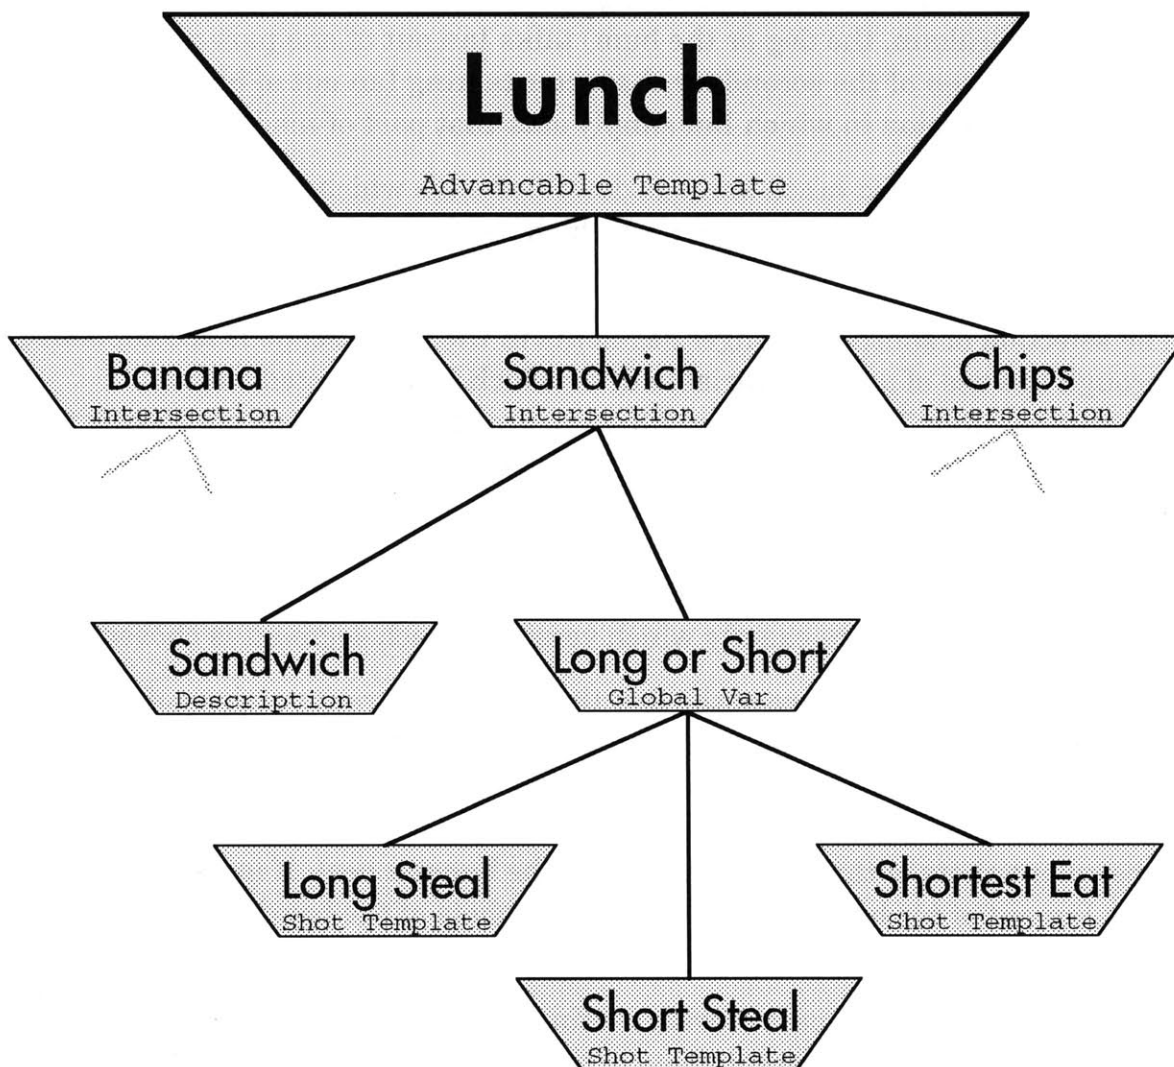 Lunch
Advancable Template
Banana
Intersection
Sandwich
Intersection
Chips
Intersection
Sandwich
Description
Long or Short
Global Var
Long Steal
Shot Template
Shortest Eat
Shot Template
Short Steal
Shot Template